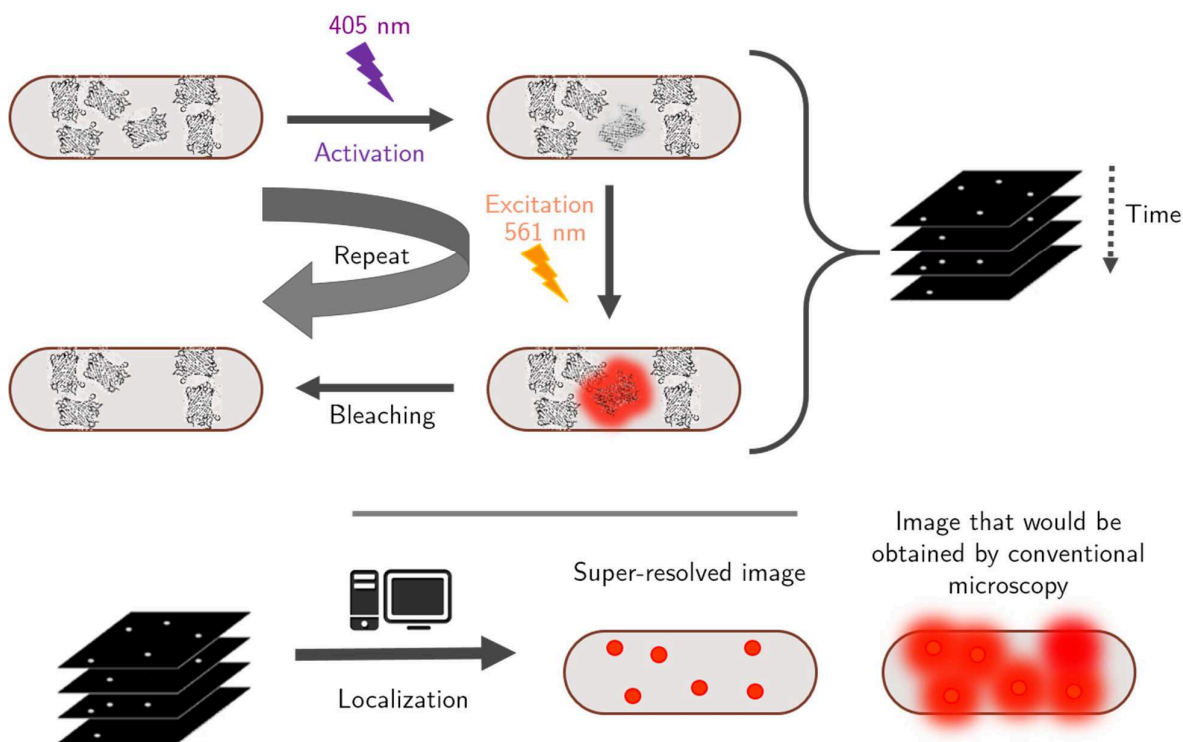 405 nm
Activation
Excitation
561 nm
Repeat
Time
Bleaching
Image that would be
obtained by conventional
microscopy
Super-resolved image
Localization